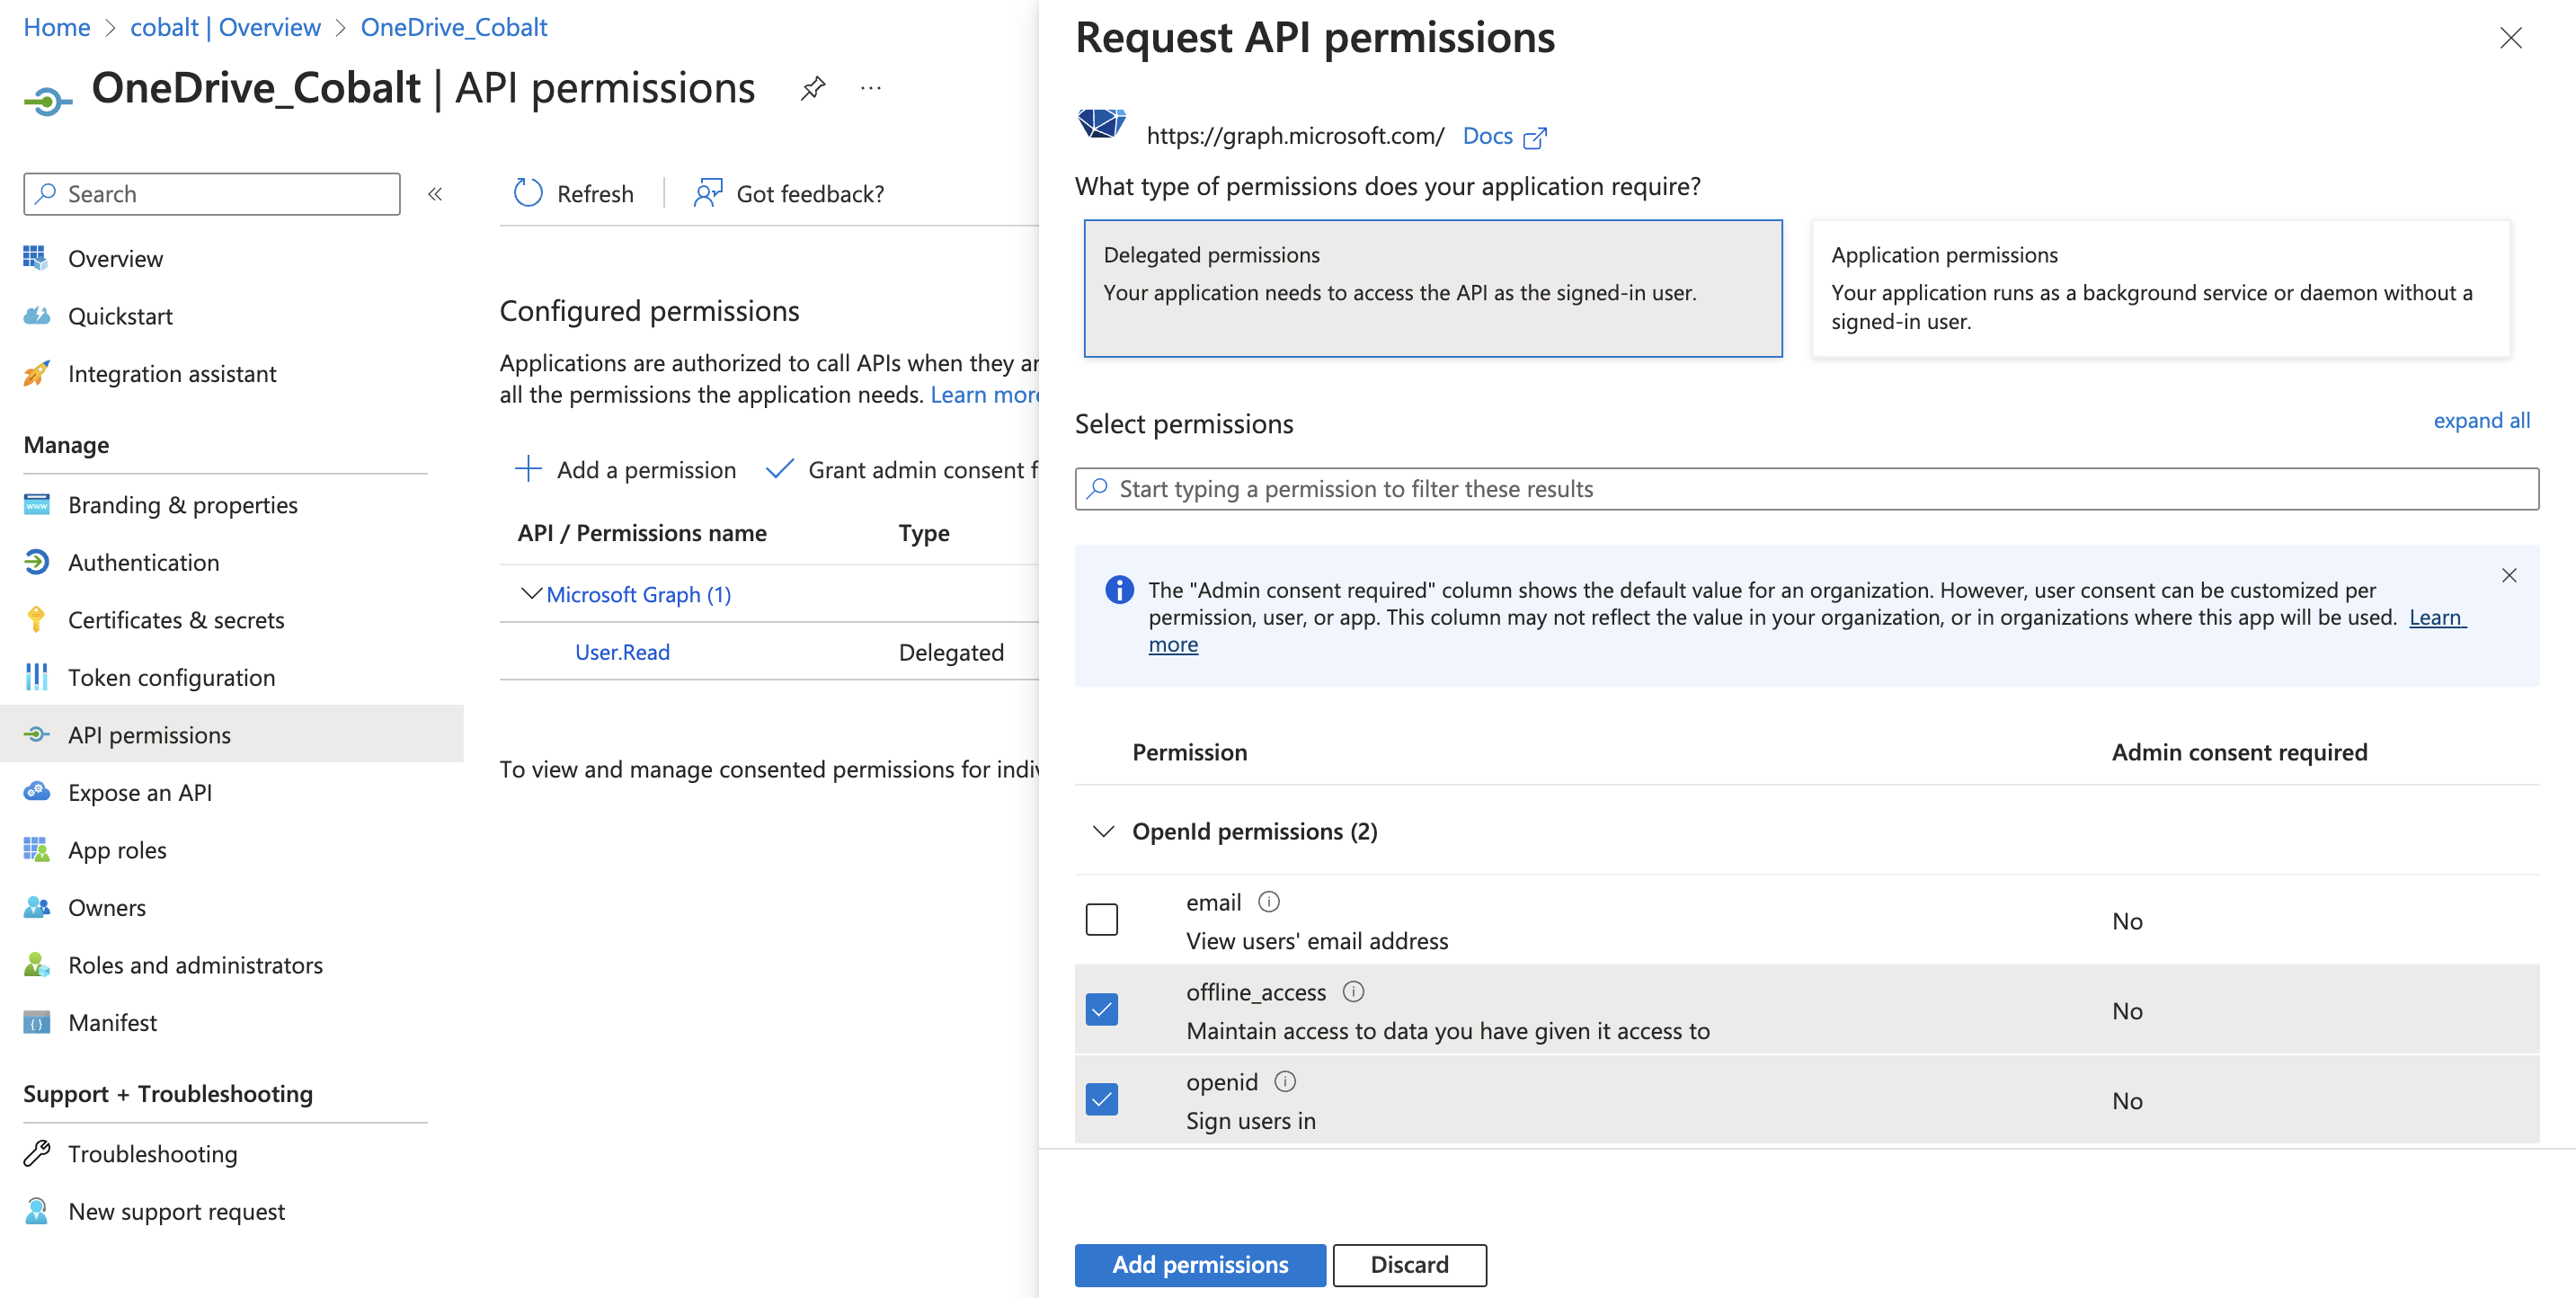 Home > cobalt | Overview > OneDrive_Cobalt
OneDrive_Cobalt | API permissions
Search
Overview
Quickstart
Integration assistant
Manage
Branding & properties
Authentication
Certificates & secrets
Token configuration
API permissions
Expose an API
App roles
Owners
Roles and administrators
Manifest
Support + Troubleshooting
Troubleshooting
New support request
Refresh
Got feedback?
Configured permissions
Applications are authorized to call APIs when they ar
all the permissions the application needs. Learn more
Add a permission
Grant admin consent f
API / Permissions name Type
Microsoft Graph (1)
User.Read Delegated
To view and manage consented permissions for indiv
Request API permissions
https://graph.microsoft.com/ Docs
What type of permissions does your application require?
Delegated permissions
Your application needs to access the API as the signed-in user.
Application permissions
Your application runs as a background service or daemon without a
signed-in user.
Select permissions
expand all
Start typing a permission to filter these results
The "Admin consent required" column shows the default value for an organization. However, user consent can be customized per
permission, user, or app. This column may not reflect the value in your organization, or in organizations where this app will be used. Learn
more
Permission Admin consent required
OpenId permissions (2)
email
View users' email address
No
offline_access
Maintain access to data you have given it access to
No
openid
Sign users in
No
Add permissions
Discard